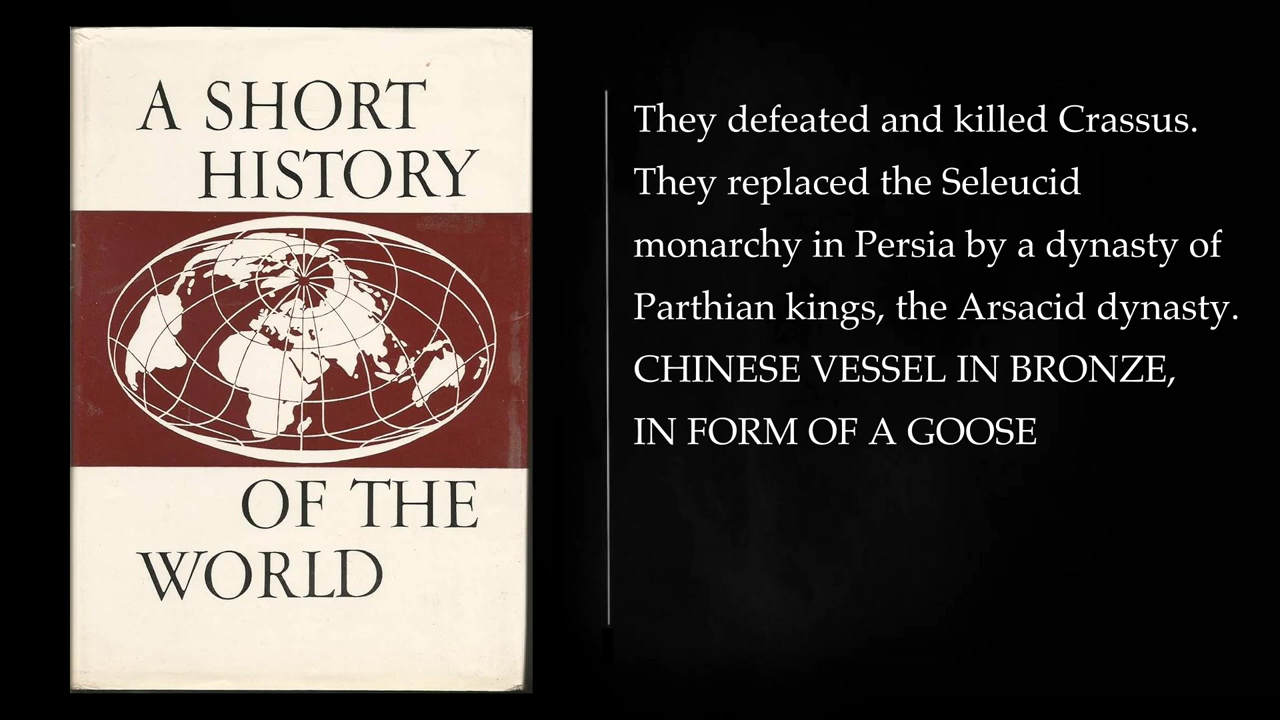 A SHORT
HISTORY
OF THE
WORLD
They defeated and killed Crassus.
They replaced the Seleucid
monarchy in Persia by a dynasty of
Parthian kings, the Arsacid dynasty.
CHINESE VESSEL IN BRONZE,
IN FORM OF A GOOSE